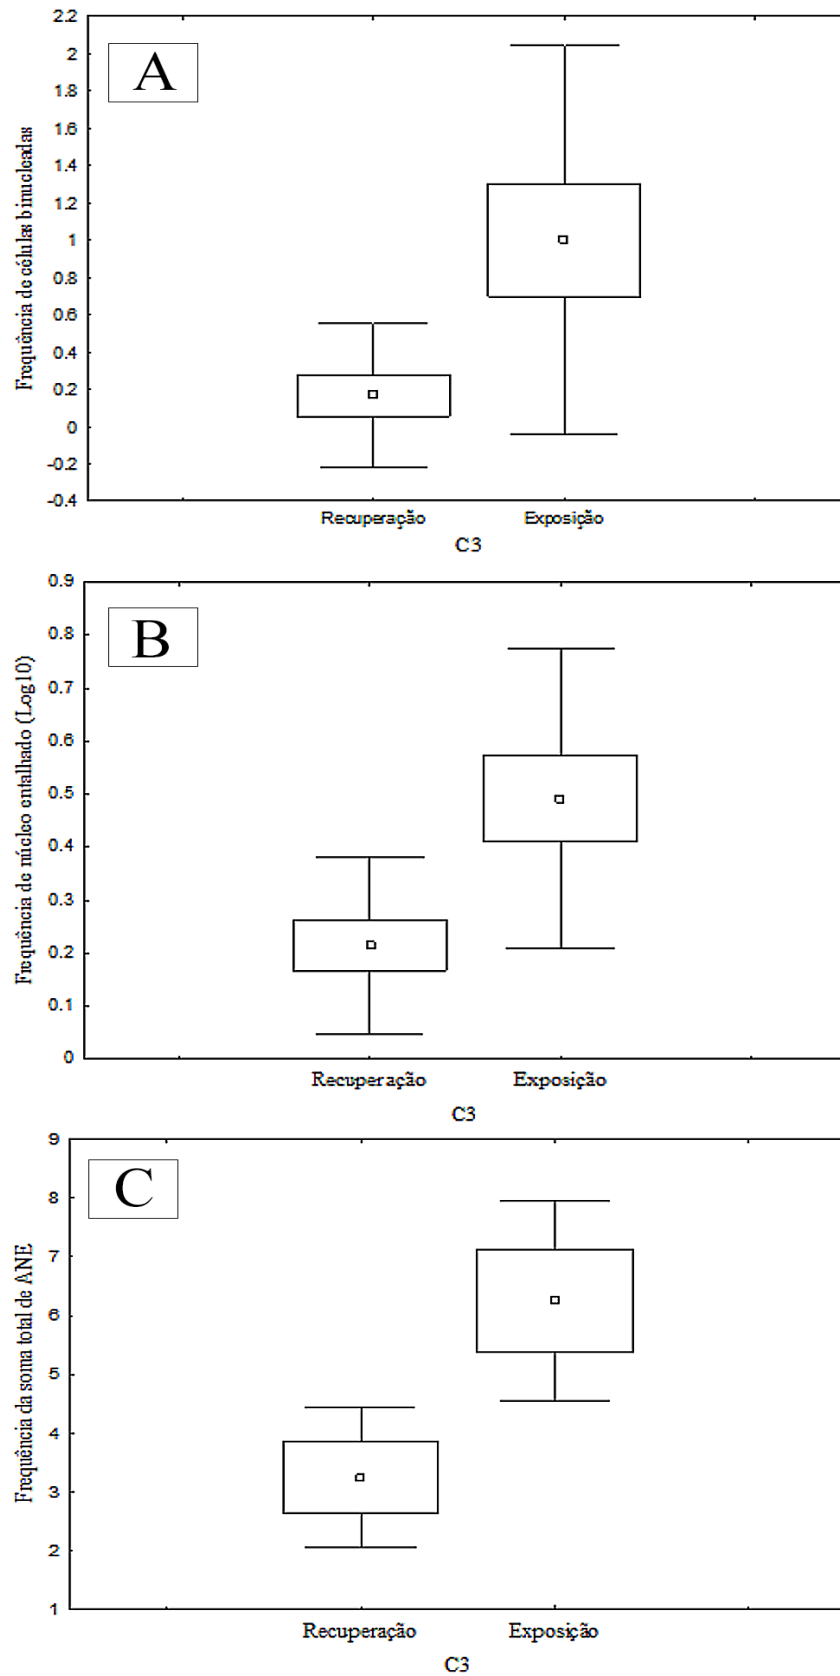 A
Frequência de células binucleadas
2.2
2
1.8
1.6
1.4
1.2
1
0.8
0.6
0.4
0.2
0
-0.2
-0.4
Recuperação Exposição
C3
B
Frequência de núcleo entalhado (Log10)
0.9
0.8
0.7
0.6
0.5
0.4
0.3
0.2
0.1
0
Recuperação Exposição
C3
C
Frequência da soma total de ANE
9
8
7
6
5
4
3
2
1
Recuperação Exposição
C3